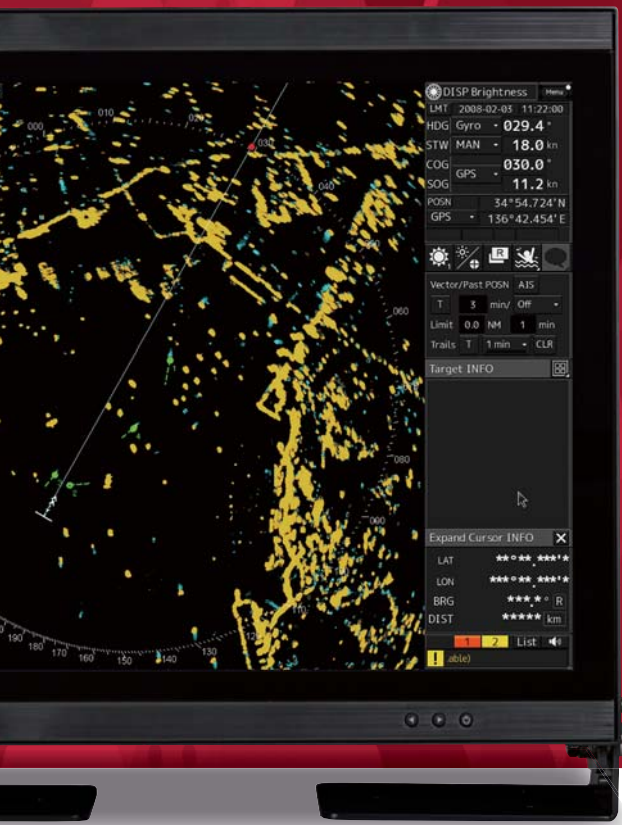 DISP Brightness Menu
LMT 2008-02-03 11:22:00
HDG Gyro 029.4°
STW MAN 18.0 kn
COG GPS 030.0°
SOG 11.2 kn
POSN 34°54.724'N
GPS 136°42.454'E
R
Vector/Past POSN AIS
T 3 min/ Off
Limit 0.0 NM 1 min
Trails T 1 min CLR
Target INFO
Expand Cursor INFO X
LAT **°**.***'*
LON ***°**.***'*
BRG ***.*° R
DIST ***** km
1 2 List
! able)
000
010
020
030
040
060
080
090
110
130
140
150
160
170
180
190